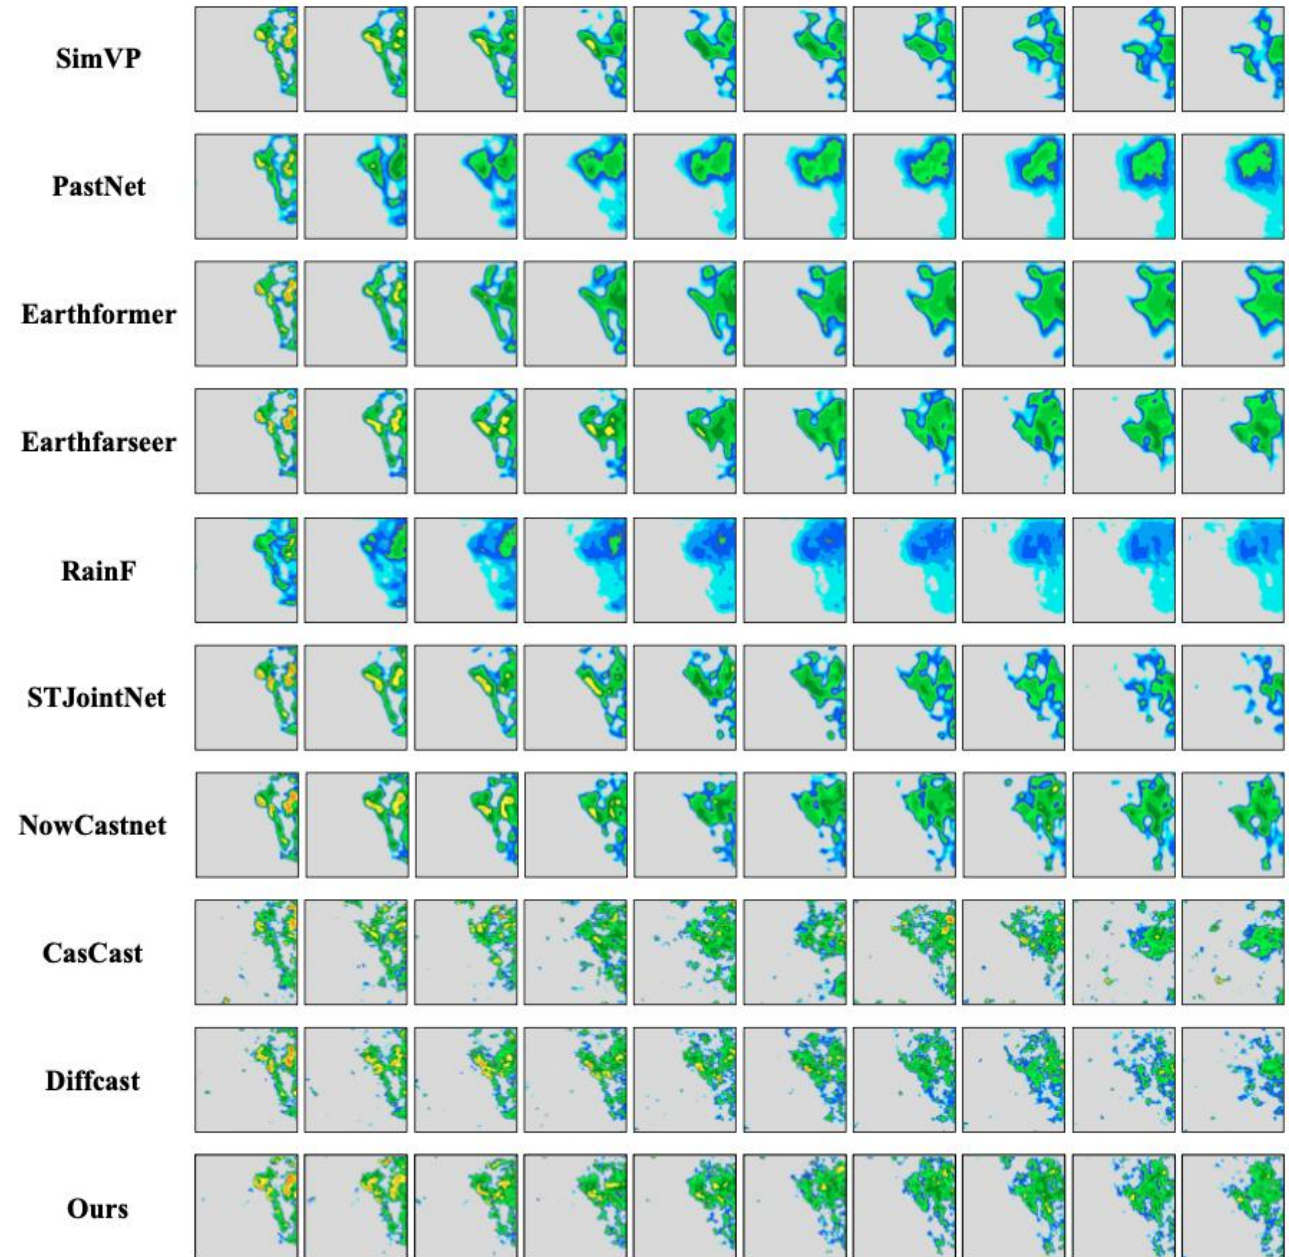 SimVP
PastNet
Earthformer
Earthfarseer
RainF
STJointNet
NowCastnet
CasCast
Diffcast
Ours